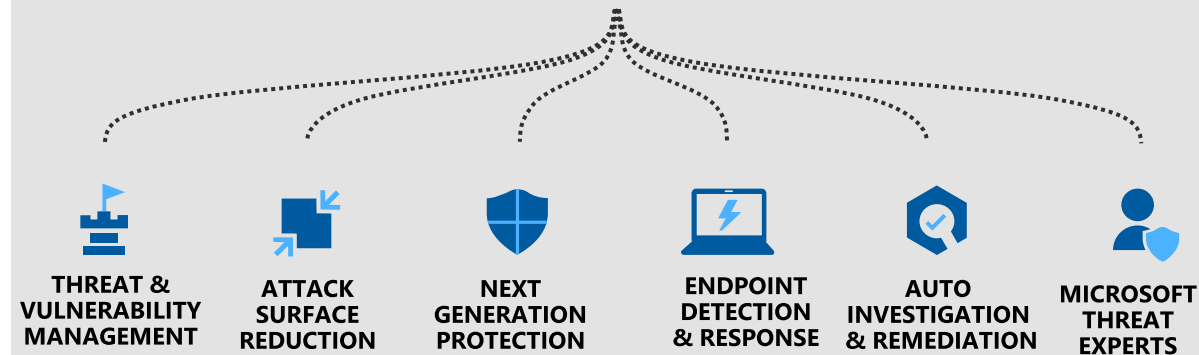 THREAT &
VULNERABILITY
MANAGEMENT
ATTACK
SURFACE
REDUCTION
NEXT
GENERATION
PROTECTION
ENDPOINT
DETECTION
& RESPONSE
AUTO
INVESTIGATION
& REMEDIATION
MICROSOFT
THREAT
EXPERTS